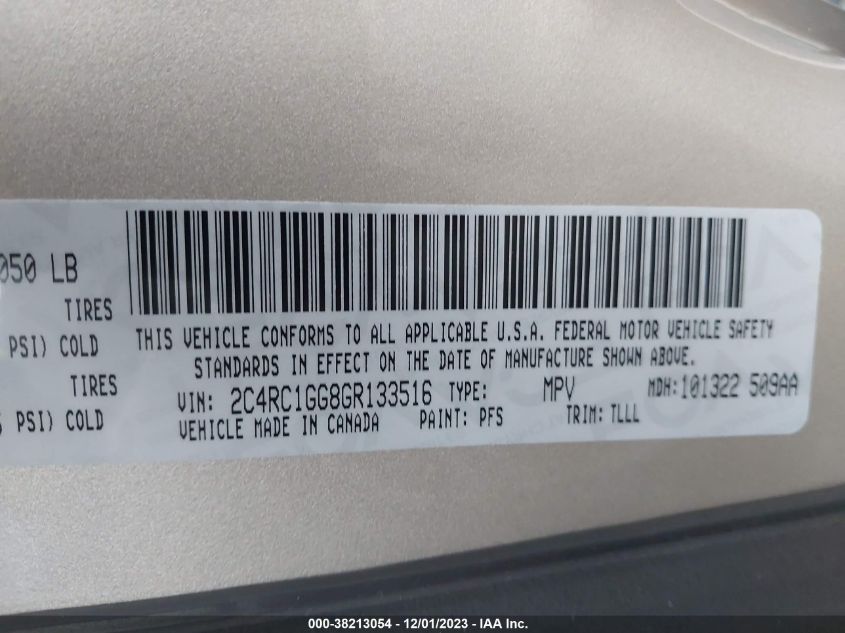 050 LB
TIRES
PSI) COLD
TIRES
PSI) COLD
THIS VEHICLE CONFORMS TO ALL APPLICABLE U.S.A. FEDERAL MOTOR VEHICLE SAFETY
STANDARDS IN EFFECT ON THE DATE OF MANUFACTURE SHOWN ABOVE.
VIN: 2C4RC1GG8GR133516 TYPE: MPV MDH:101322 509AA
VEHICLE MADE IN CANADA PAINT: PFS TRIM: TLLL
000-38213054 - 12/01/2023 - IAA Inc.